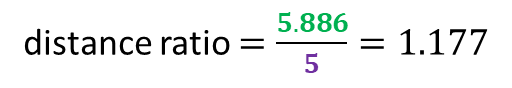 distance ratio = 5.886 / 5 = 1.177